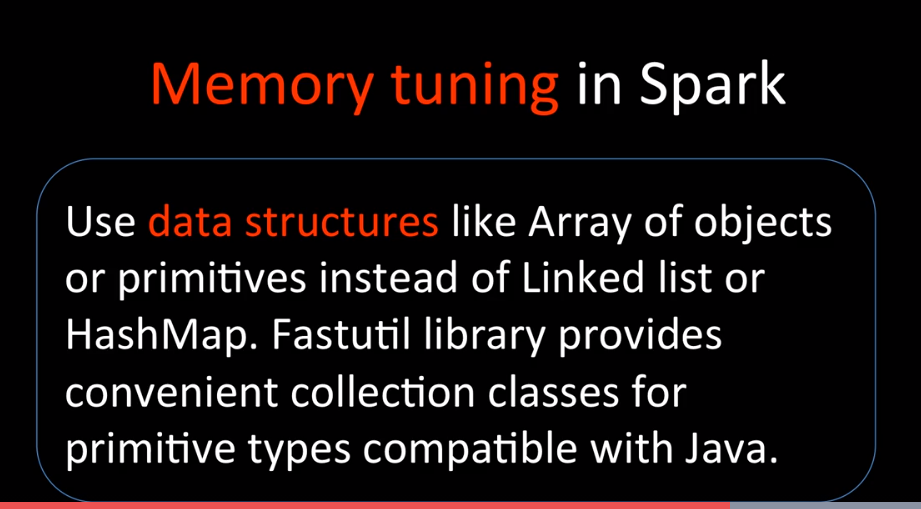 Memory tuning in Spark
Use data structures like Array of objects
or primitives instead of Linked list or
HashMap. Fastutil library provides
convenient collection classes for
primitive types compatible with Java.